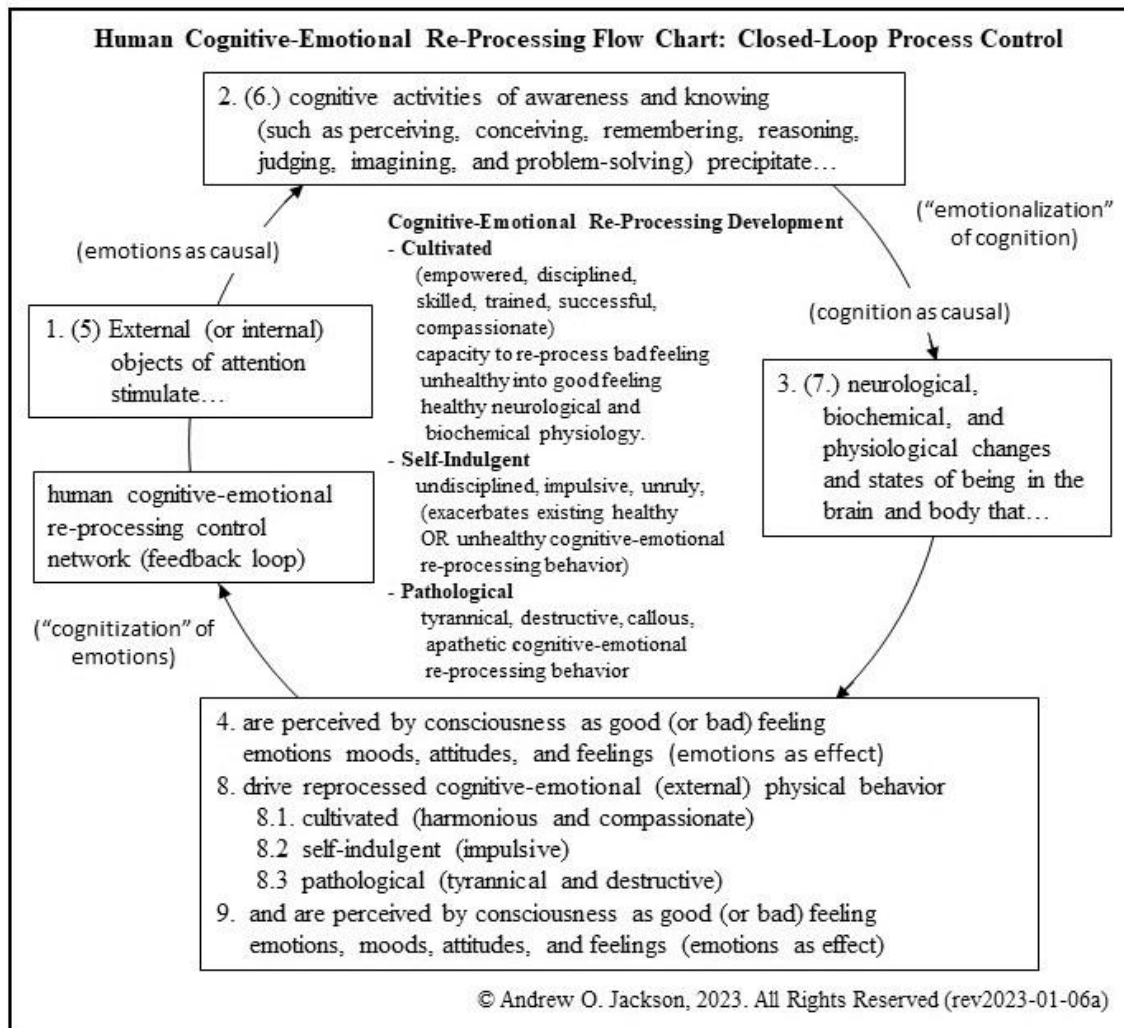 Human Cognitive-Emotional Re-Processing Flow Chart: Closed-Loop Process Control
2. (6.) cognitive activities of awareness and knowing
(such as perceiving, conceiving, remembering, reasoning,
judging, imagining, and problem-solving) precipitate…
("emotionalization"
of cognition)
(emotions as causal)
(cognition as causal)
1. (5) External (or internal)
objects of attention
stimulate…
Cognitive-Emotional Re-Processing Development
- Cultivated
(empowered, disciplined,
skilled, trained, successful,
compassionate)
capacity to re-process bad feeling
unhealthy into good feeling
healthy neurological and
biochemical physiology.
- Self-Indulgent
undisciplined, impulsive, unruly,
(exacerbates existing healthy
OR unhealthy cognitive-emotional
re-processing behavior)
- Pathological
tyrannical, destructive, callous,
apathetic cognitive-emotional
re-processing behavior
3. (7.) neurological,
biochemical, and
physiological changes
and states of being in the
brain and body that…
human cognitive-emotional
re-processing control
network (feedback loop)
("cognitization" of
emotions)
4. are perceived by consciousness as good (or bad) feeling
emotions moods, attitudes, and feelings (emotions as effect)
8. drive reprocessed cognitive-emotional (external) physical behavior
8.1. cultivated (harmonious and compassionate)
8.2 self-indulgent (impulsive)
8.3 pathological (tyrannical and destructive)
9. and are perceived by consciousness as good (or bad) feeling
emotions, moods, attitudes, and feelings (emotions as effect)
© Andrew O. Jackson, 2023. All Rights Reserved (rev2023-01-06a)